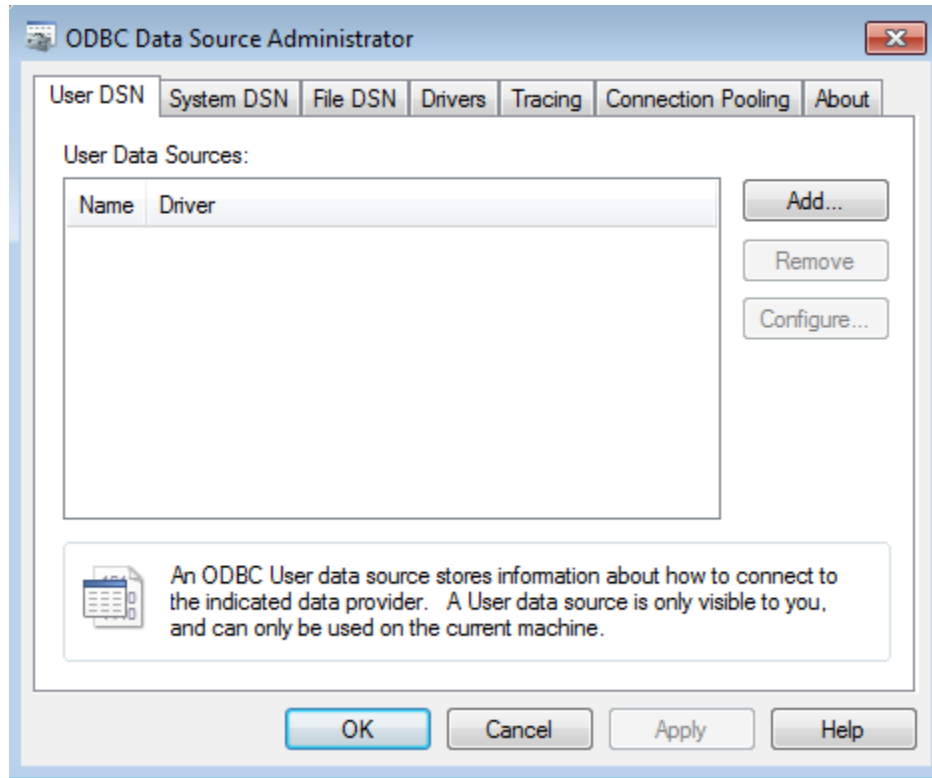 ODBC Data Source Administrator
User DSN System DSN File DSN Drivers Tracing Connection Pooling About
User Data Sources:
Name Driver
Add...
Remove
Configure...
An ODBC User data source stores information about how to connect to
the indicated data provider.   A User data source is only visible to you,
and can only be used on the current machine.
OK Cancel Apply Help